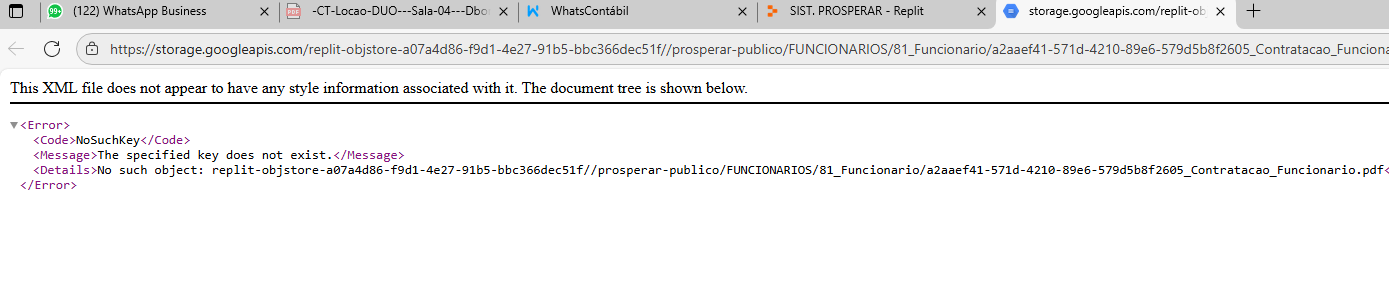 99+ (122) WhatsApp Business
PDF -CT-Locao-DUO---Sala-04---Dbo
WhatsContábil
SIST. PROSPERAR - Replit
storage.googleapis.com/replit-ob
https://storage.googleapis.com/replit-objstore-a07a4d86-f9d1-4e27-91b5-bbc366dec51f//prosperar-publico/FUNCIONARIOS/81_Funcionario/a2aaef41-571d-4210-89e6-579d5b8f2605_Contratacao_Funciona
This XML file does not appear to have any style information associated with it. The document tree is shown below.
<Error>
<Code>NoSuchKey</Code>
<Message>The specified key does not exist.</Message>
<Details>No such object: replit-objstore-a07a4d86-f9d1-4e27-91b5-bbc366dec51f//prosperar-publico/FUNCIONARIOS/81_Funcionario/a2aaef41-571d-4210-89e6-579d5b8f2605_Contratacao_Funcionario.pdf<
</Error>